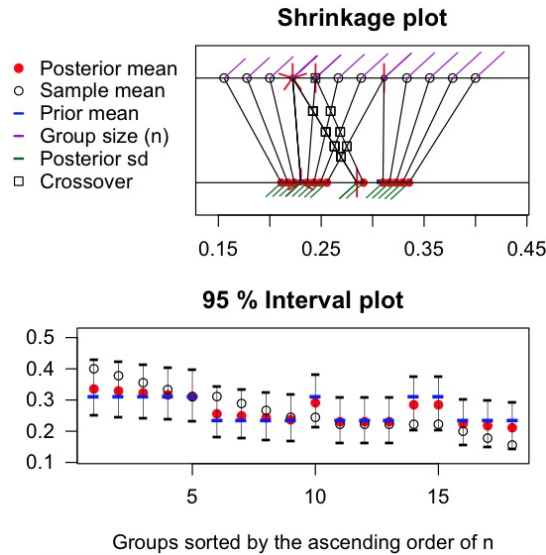 Shrinkage plot
Posterior mean
Sample mean
Prior mean
Group size (n)
Posterior sd
Crossover
0.15 0.25 0.35 0.45
95 % Interval plot
0.5
0.4
0.3
0.2
0.1
5 10 15
Groups sorted by the ascending order of n